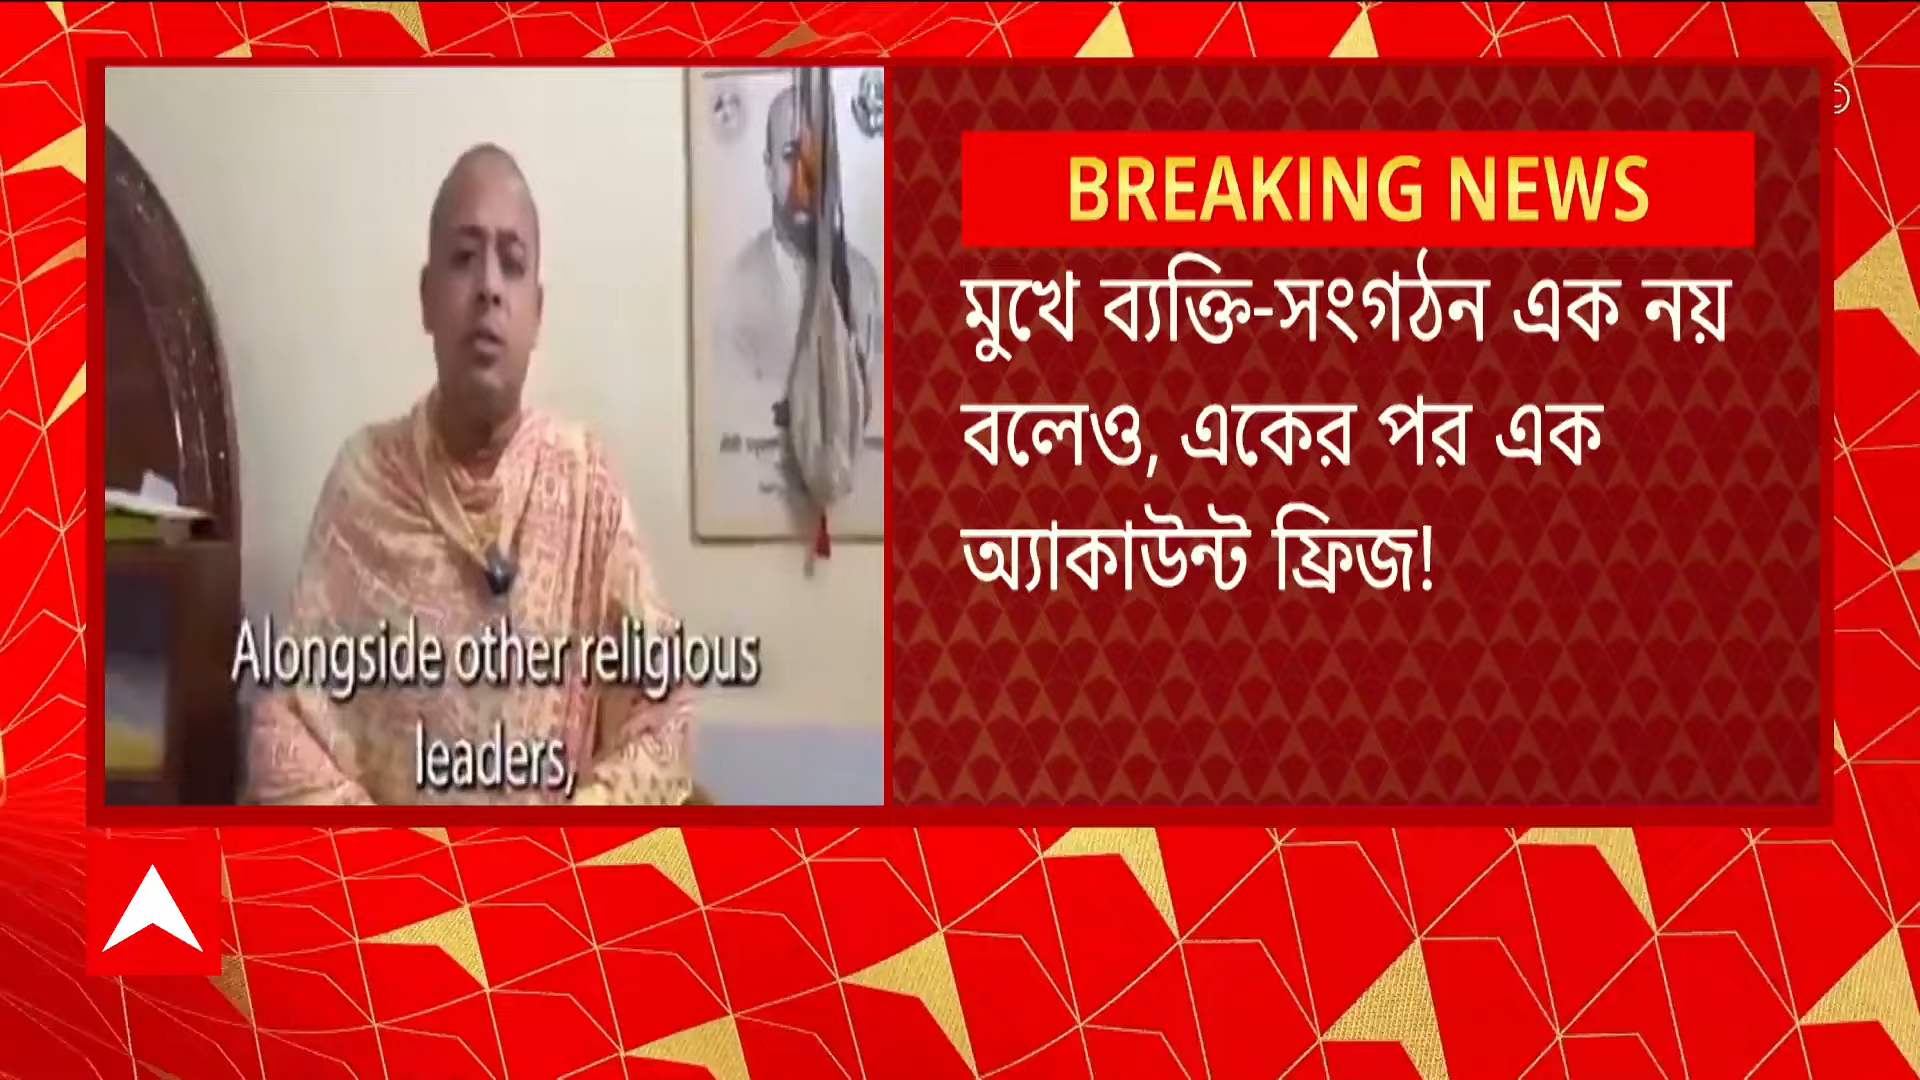 Alongside other religious
leaders,
BREAKING NEWS
মুখে ব্যক্তি-সংগঠন এক নয়
বলেও, একের পর এক
অ্যাকাউন্ট ফ্রিজ!
©